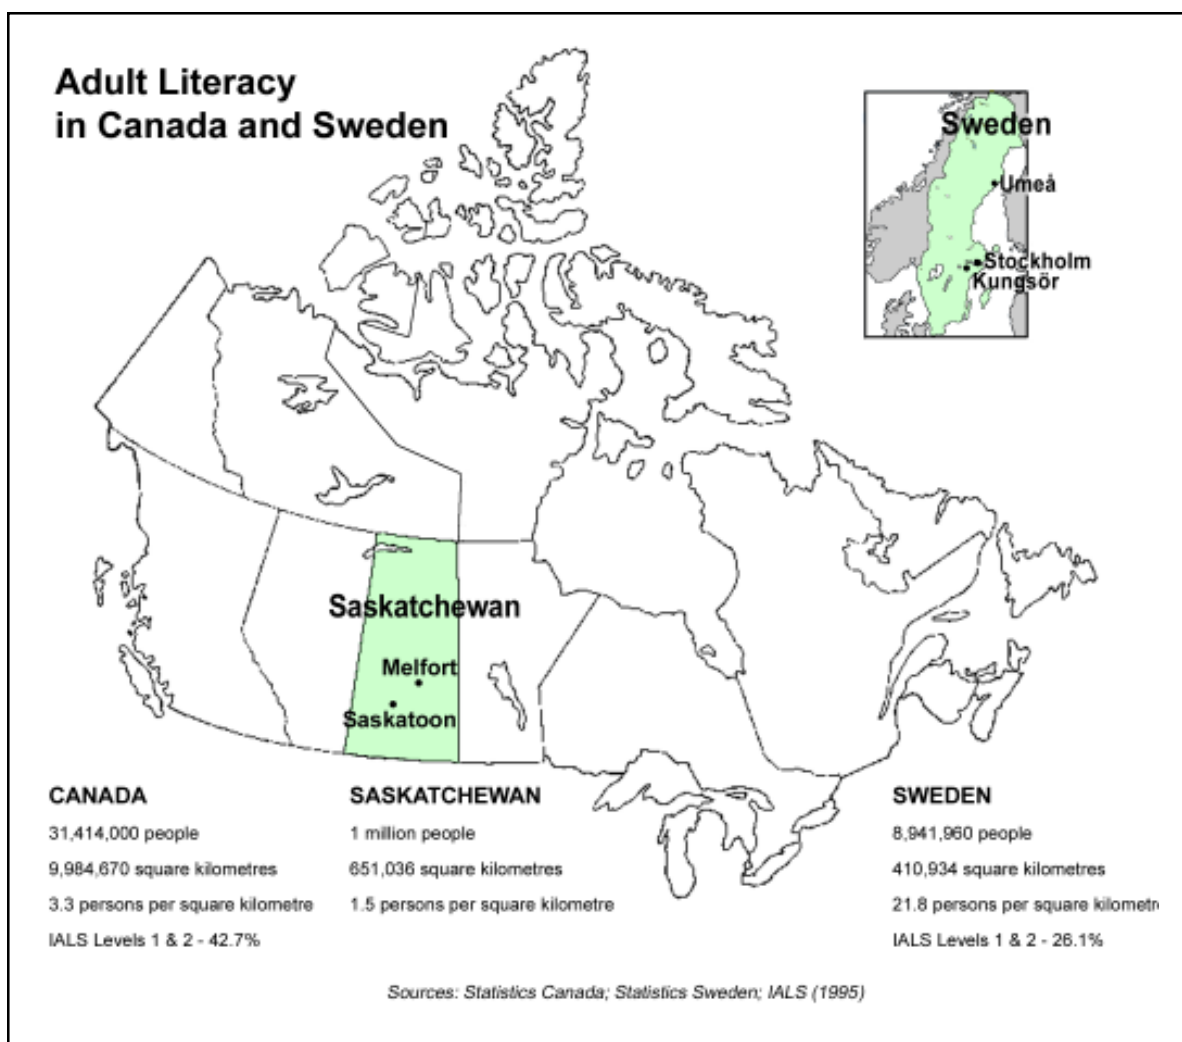 Adult Literacy
in Canada and Sweden
Sweden
Umeå
Stockholm
Kungsör
Saskatchewan
Melfort
Saskatoon
CANADA
31,414,000 people
9,984,670 square kilometres
3.3 persons per square kilometre
IALS Levels 1 & 2 - 42.7%
SASKATCHEWAN
1 million people
651,036 square kilometres
1.5 persons per square kilometre
SWEDEN
8,941,960 people
410,934 square kilometres
21.8 persons per square kilometr
IALS Levels 1 & 2 - 26.1%
Sources: Statistics Canada; Statistics Sweden; IALS (1995)